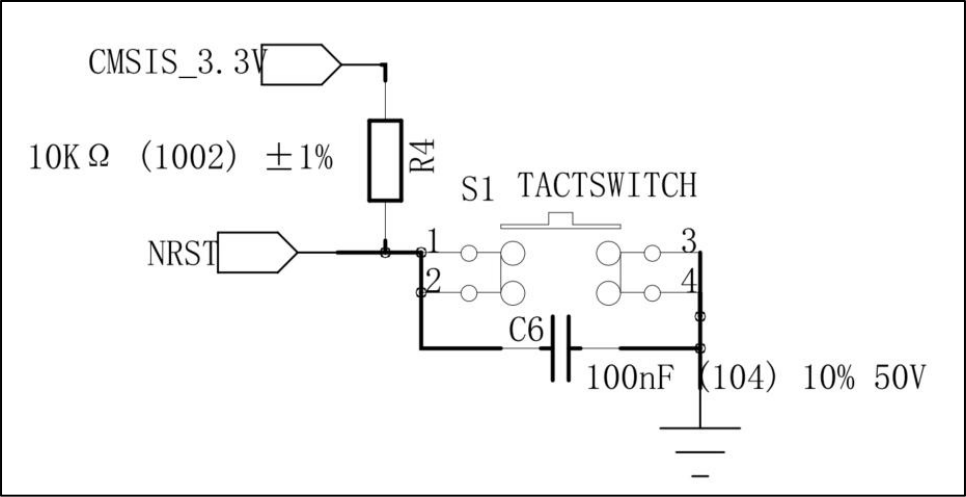 CMSIS_3.3V
10KΩ (1002) ±1%
R4
S1 TACTSWITCH
NRST
1
3
2
4
C6
100nF (104) 10% 50V